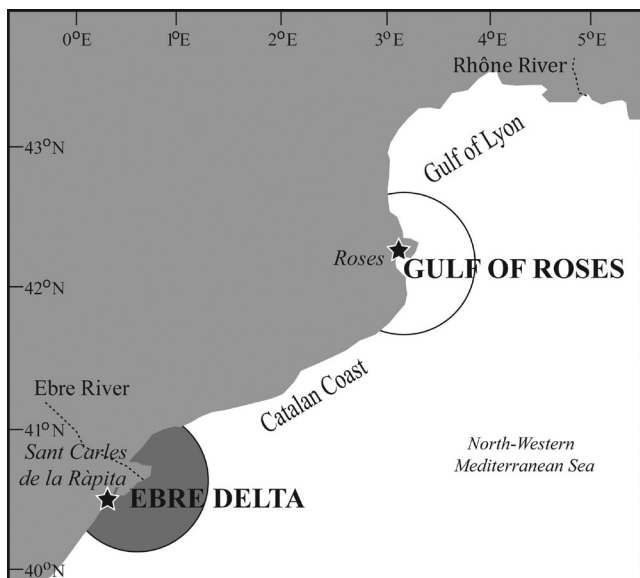 0°E 1°E 2°E 3°E 4°E 5°E
Rhône River
43°N
Gulf of Lyon
Roses
GULF OF ROSES
42°N
Catalan Coast
Ebre River
41°N
Sant Carles
de la Ràpita
North-Western
Mediterranean Sea
EBRE DELTA
40°N